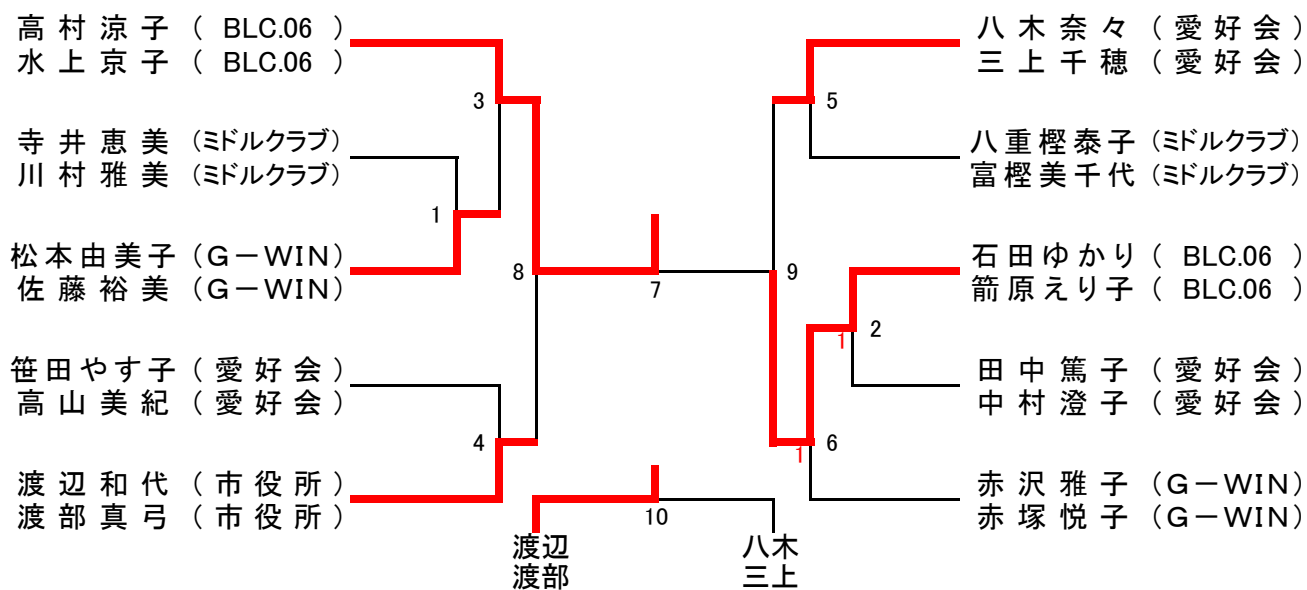 高村涼子 ( BLC.06 )
水上京子 ( BLC.06 )
3
寺井恵美 (ミドルクラブ)
川村雅美 (ミドルクラブ)
1
松本由美子 (G－WIN)
佐藤裕美 (G－WIN)
8
笹田やす子 (愛好会)
高山美紀 (愛好会)
4
渡辺和代 (市役所)
渡部真弓 (市役所)
7
10
渡辺
渡部
八木
三上
八木奈々 (愛好会)
三上千穂 (愛好会)
5
八重樫泰子 (ミドルクラブ)
富樫美千代 (ミドルクラブ)
9
石田ゆかり ( BLC.06 )
箭原えり子 ( BLC.06 )
1
2
田中篤子 (愛好会)
中村澄子 (愛好会)
1
6
赤沢雅子 (G－WIN)
赤塚悦子 (G－WIN)